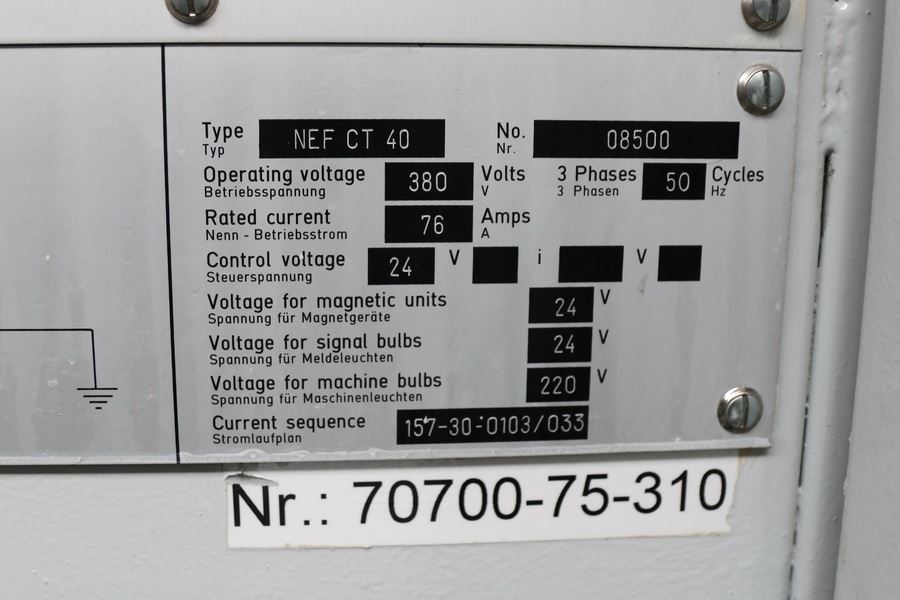 Type NEF CT 40 No. 08500
Typ Nr.
Operating voltage 380 Volts 3 Phases 50 Cycles
Betriebsspannung V 3 Phasen Hz
Rated current 76 Amps
Nenn - Betriebsstrom A
Control voltage 24 V i V
Steuerspannung
Voltage for magnetic units 24 V
Spannung für Magnetgeräte
Voltage for signal bulbs 24 V
Spannung für Meldeleuchten
Voltage for machine bulbs 220 V
Spannung für Maschinenleuchten
Current sequence 157-30-0103/033
Stromlaufplan
Nr.: 70700-75-310